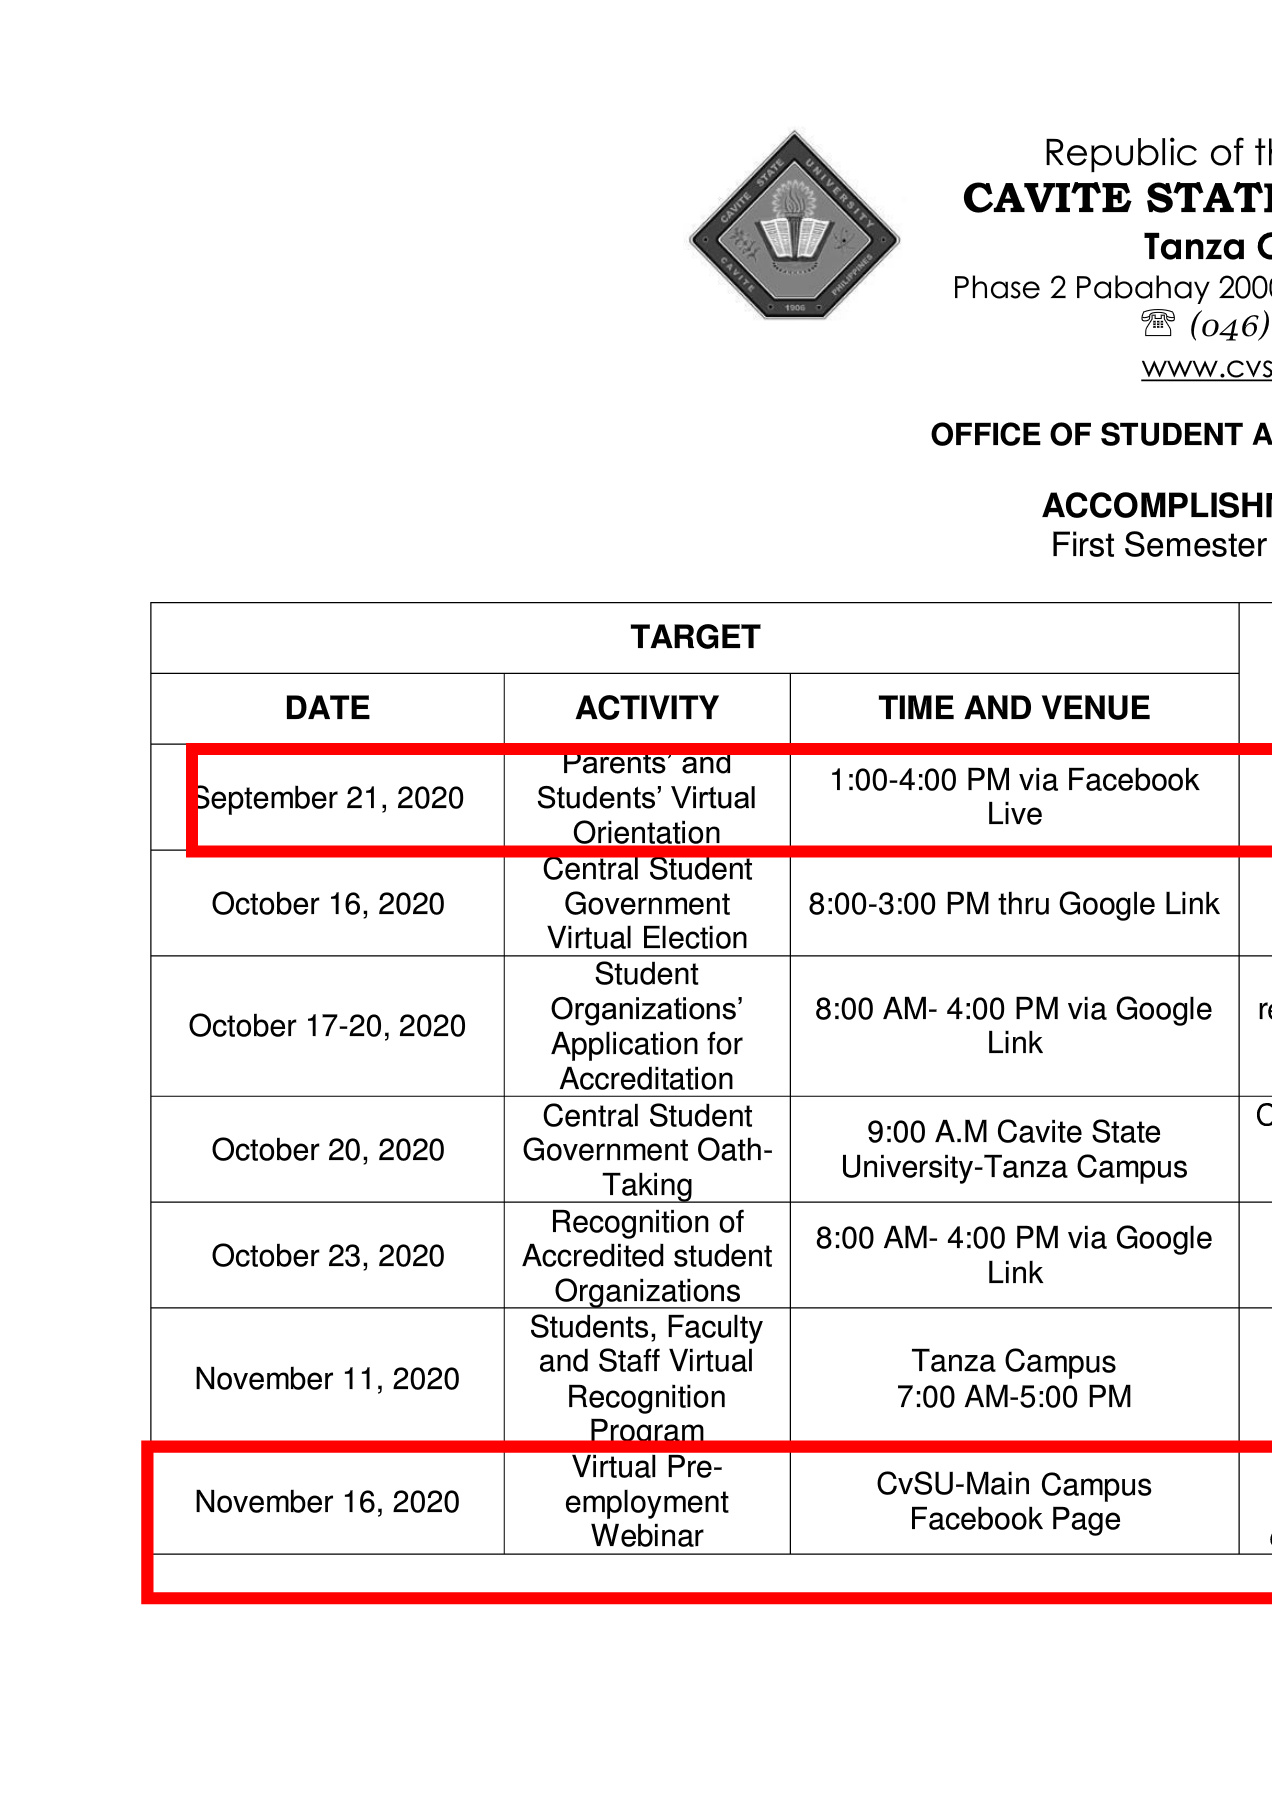 CAVITE STATE UNIVERSITY
CAVITE PHILIPPINES
1906
Republic of
CAVITE STATE
Tanza
Phase 2 Pabahay 2000
(046)
www.cvs
OFFICE OF STUDENT
ACCOMPLISH
First Semester
TARGET
DATE ACTIVITY TIME AND VENUE
Parents’ and
September 21, 2020 Students’ Virtual 1:00-4:00 PM via Facebook
Orientation Live
Central Student
October 16, 2020 Government 8:00-3:00 PM thru Google Link
Virtual Election
Student
Organizations’ 8:00 AM- 4:00 PM via Google
October 17-20, 2020 Application for Link
Accreditation
Central Student 9:00 A.M Cavite State
October 20, 2020 Government Oath- University-Tanza Campus
Taking
Recognition of 8:00 AM- 4:00 PM via Google
October 23, 2020 Accredited student Link
Organizations
Students, Faculty
and Staff Virtual Tanza Campus
November 11, 2020 Recognition 7:00 AM-5:00 PM
Program
Virtual Pre- CvSU-Main Campus
November 16, 2020 employment Facebook Page
Webinar